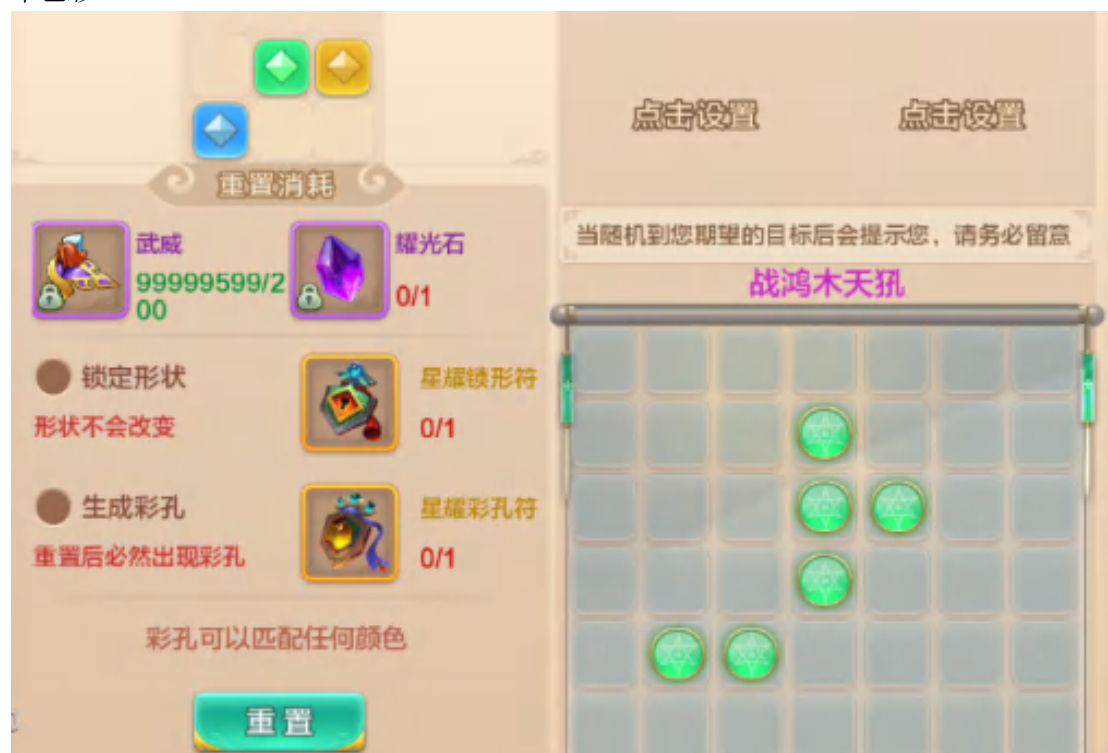 点击设置 点击设置
重置消耗
当随机到您期望的目标后会提示您，请务必留意
战鸿木天犼
武威
99999599/2
00
耀光石
0/1
锁定形状
形状不会改变
星耀锁形符
0/1
生成彩孔
重置后必然出现彩孔
星耀彩孔符
0/1
彩孔可以匹配任何颜色
重置